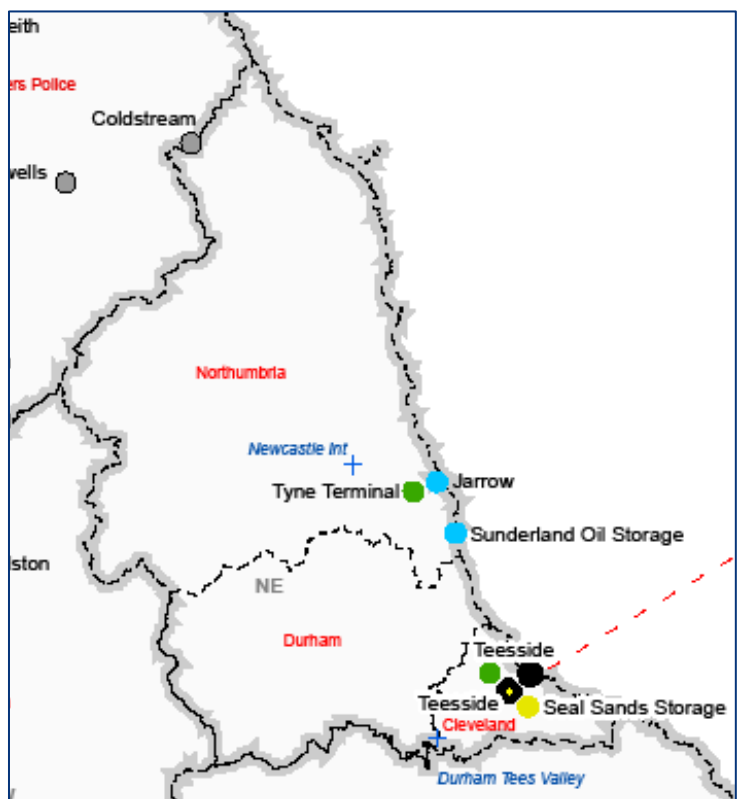 eith
ers Police
Coldstream
wells
Northumbria
Newcastle Int
Tyne Terminal
Jarrow
Sunderland Oil Storage
lston
NE
Durham
Teesside
Teesside
Seal Sands Storage
Cleveland
Durham Tees Valley